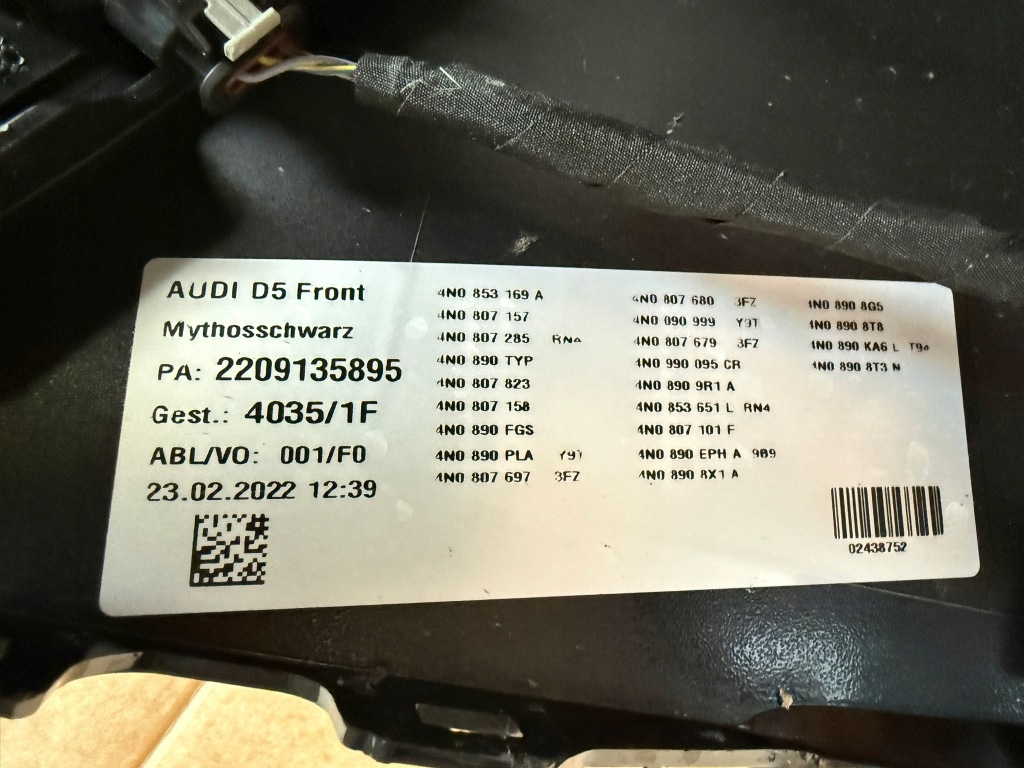 AUDI D5 Front
Mythosschwarz
PA: 2209135895
Gest.: 4035/1F
ABL/VO: 001/F0
23.02.2022 12:39
4N0 853 169 A
4N0 807 157
4N0 807 285 RN4
4N0 890 TYP
4N0 807 823
4N0 807 158
4N0 890 FGS
4N0 890 PLA Y9T
4N0 807 697 3FZ
4N0 807 680 3FZ
4N0 090 999 Y9T
4N0 807 679 3FZ
4N0 990 095 CR
4N0 890 9R1 A
4N0 853 651 L RN4
4N0 807 101 F
4N0 890 EPH A 9B9
4N0 890 8X1 A
4N0 890 8G5
4N0 890 8T8
4N0 890 KA6 L
4N0 890 8T3 N
02438752